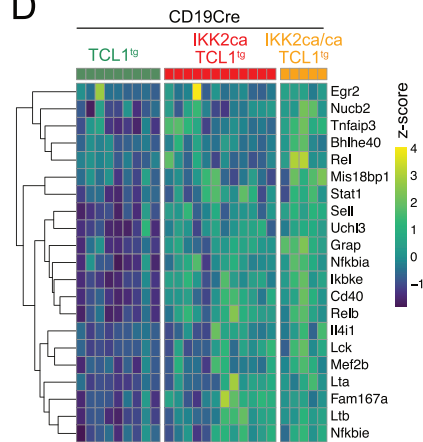 D
CD19Cre
TCL1tg
IKK2ca
TCL1tg
IKK2ca/ca
TCL1tg
Egr2
Nucb2
Tnfaip3
Bhlhe40
Rel
Mis18bp1
Stat1
Sell
Uchl3
Grap
Nfkbia
Ikbke
Cd40
Relb
Il4i1
Lck
Mef2b
Lta
Fam167a
Ltb
Nfkbie
z-score
4
3
2
1
0
−1